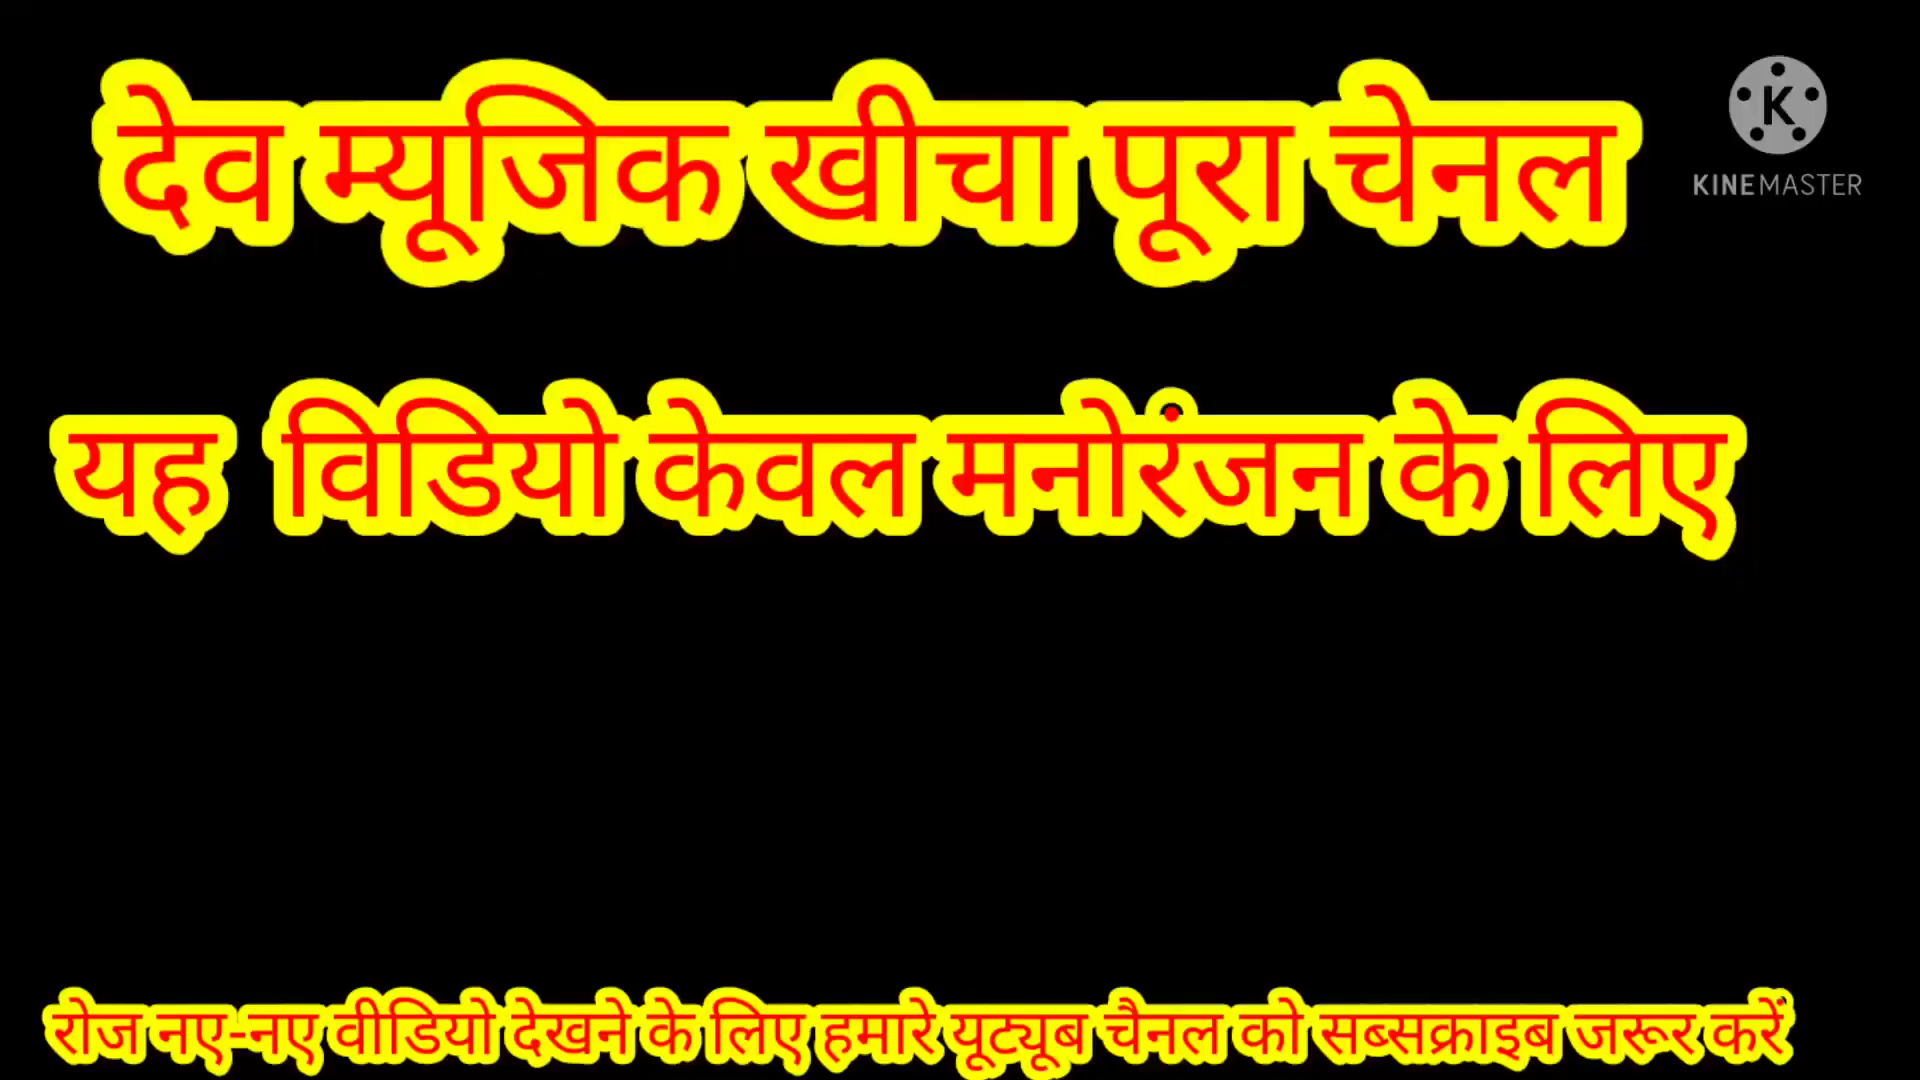 देव म्यूजिक खीचा पूरा चेनल
KINEMASTER
यह विडियो केवल मनोरंजन के लिए
रोज नए-नए वीडियो देखने के लिए हमारे यूट्यूब चैनल को सब्सक्राइब जरूर करें